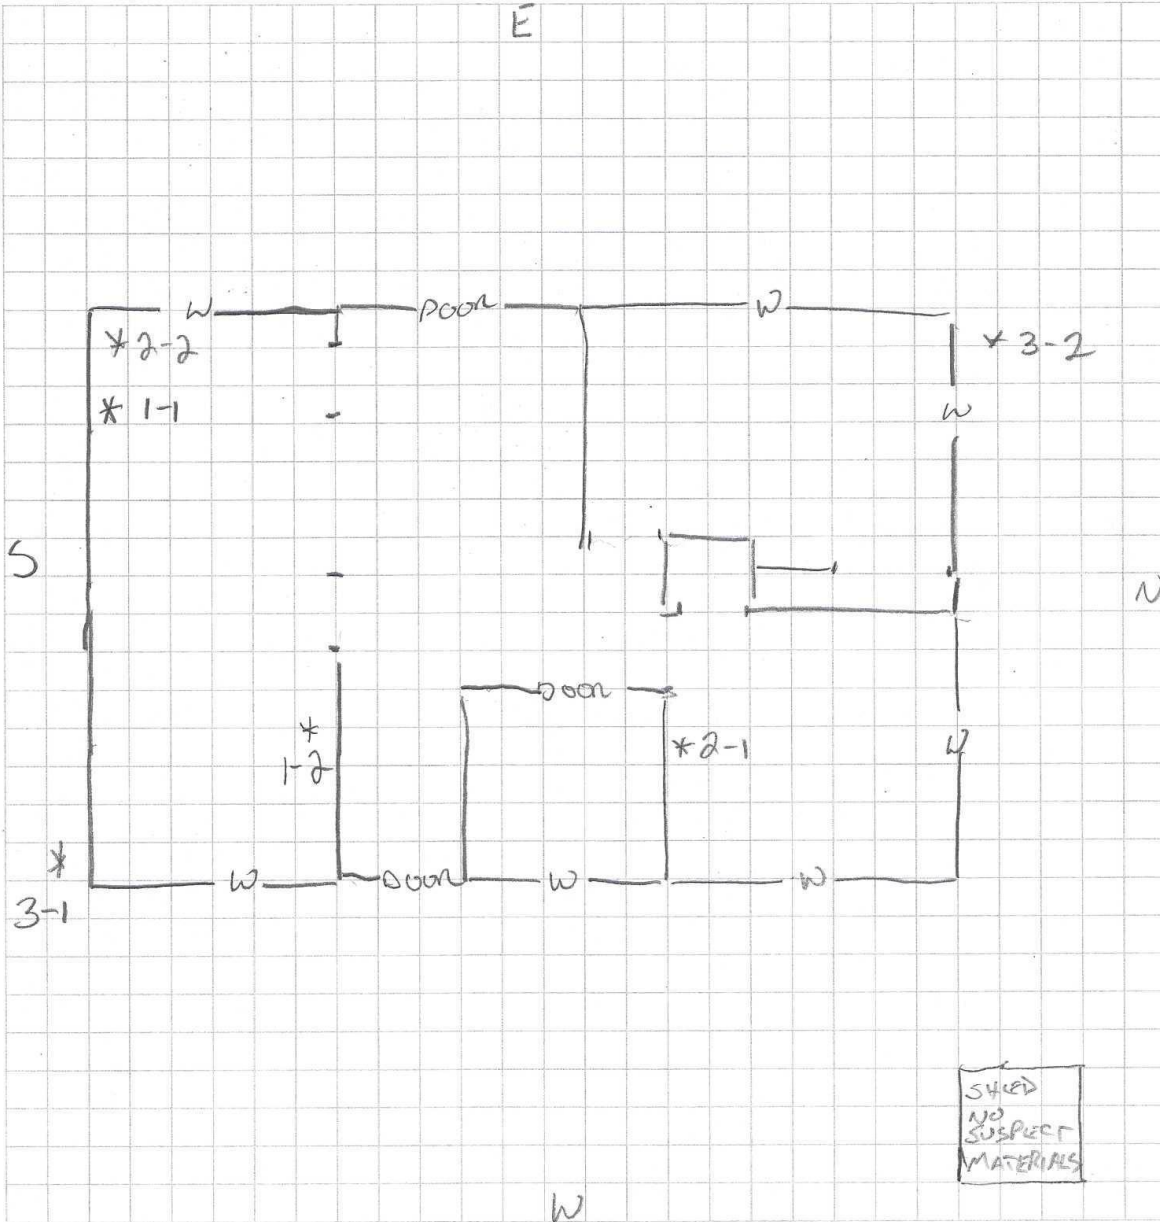 E
W
DOOR
W
* 2-2
* 3-2
* 1-1
W
S
N
DOOR
*
1-2
* 2-1
W
*
3-1
W
DOOR
W
W
SHED
NO
SUSPECT
MATERIALS
W